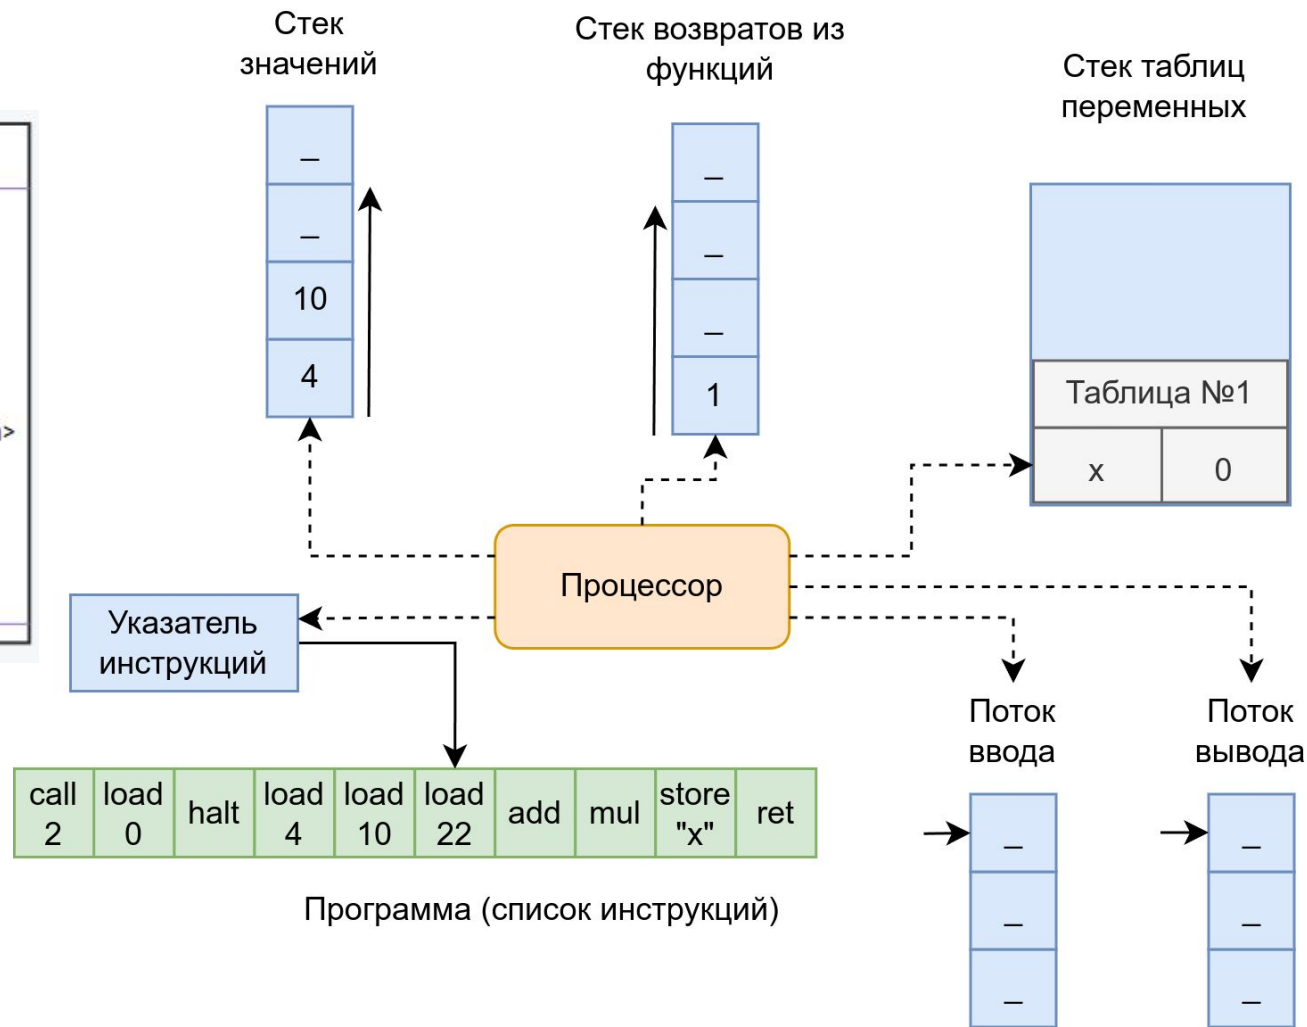 Стек
значений
Стек возвратов из
функций
Стек таблиц
переменных
_
_
10
4
_
_
_
1
Таблица №1
x 0
>
Процессор
Указатель
инструкций
Поток
ввода
Поток
вывода
call
2
load
0
halt
load
4
load
10
load
22
add
mul
store
"x"
ret
_
_
_
_
_
_
Программа (список инструкций)